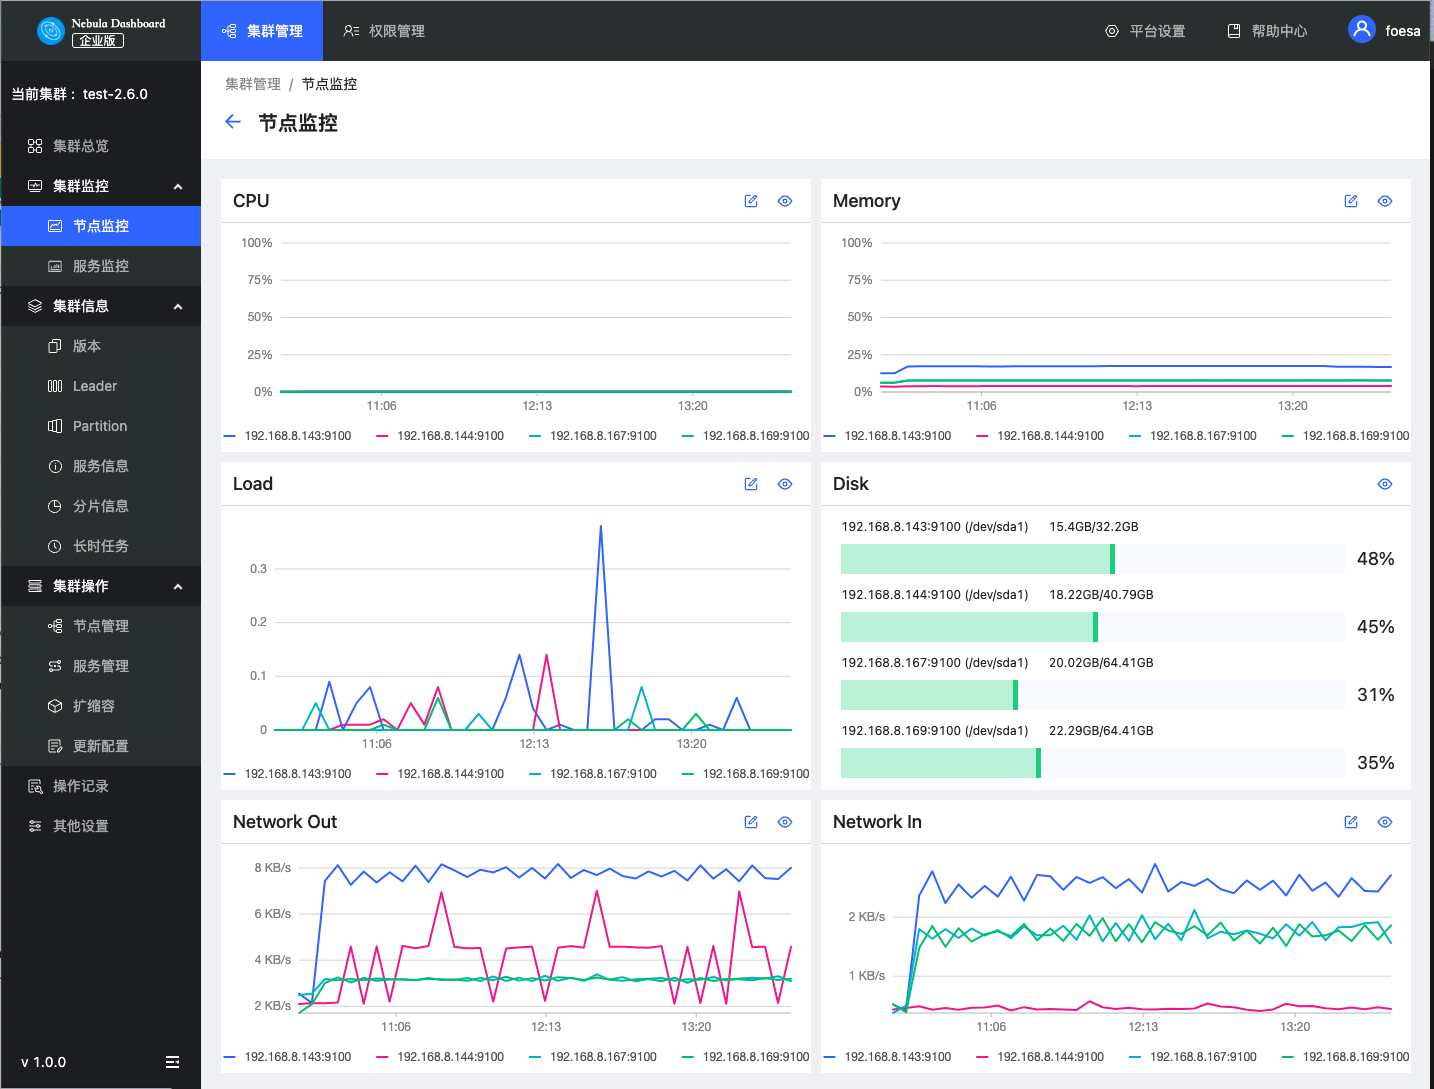 Nebula Dashboard
企业版
集群管理
权限管理
平台设置
帮助中心
foesa
当前集群： test-2.6.0
集群总览
集群监控
节点监控
服务监控
集群信息
版本
Leader
Partition
服务信息
分片信息
长时任务
集群操作
节点管理
服务管理
扩缩容
更新配置
操作记录
其他设置
v 1.0.0
集群管理 / 节点监控
节点监控
CPU
100%
75%
50%
25%
0%
11:06 12:13 13:20
192.168.8.143:9100 192.168.8.144:9100 192.168.8.167:9100 192.168.8.169:9100
Memory
100%
75%
50%
25%
0%
11:06 12:13 13:20
192.168.8.143:9100 192.168.8.144:9100 192.168.8.167:9100 192.168.8.169:9100
Load
0.3
0.2
0.1
0
11:06 12:13 13:20
192.168.8.143:9100 192.168.8.144:9100 192.168.8.167:9100 192.168.8.169:9100
Disk
192.168.8.143:9100 (/dev/sda1) 15.4GB/32.2GB
48%
192.168.8.144:9100 (/dev/sda1) 18.22GB/40.79GB
45%
192.168.8.167:9100 (/dev/sda1) 20.02GB/64.41GB
31%
192.168.8.169:9100 (/dev/sda1) 22.29GB/64.41GB
35%
Network Out
8 KB/s
6 KB/s
4 KB/s
2 KB/s
11:06 12:13 13:20
192.168.8.143:9100 192.168.8.144:9100 192.168.8.167:9100 192.168.8.169:9100
Network In
2 KB/s
1 KB/s
11:06 12:13 13:20
192.168.8.143:9100 192.168.8.144:9100 192.168.8.167:9100 192.168.8.169:9100